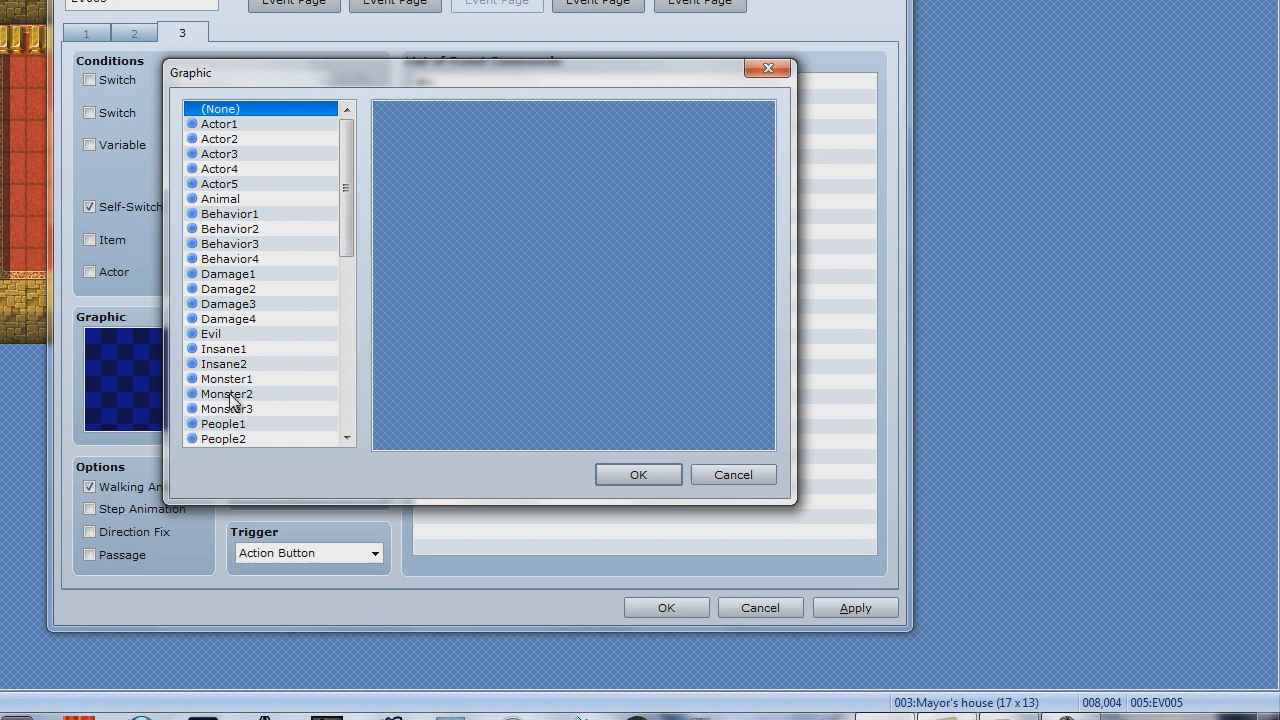 EV005
Event Page Event Page Event Page Event Page Event Page
1 2 3
Conditions
Switch
Switch
Variable
Self-Switch
Item
Actor
Graphic
Options
Walking An
Step Animation
Direction Fix
Passage
Trigger
Action Button
OK Cancel Apply
Graphic
(None)
Actor1
Actor2
Actor3
Actor4
Actor5
Animal
Behavior1
Behavior2
Behavior3
Behavior4
Damage1
Damage2
Damage3
Damage4
Evil
Insane1
Insane2
Monster1
Monster2
Monster3
People1
People2
OK Cancel
003:Mayor's house (17 x 13) 008,004 005:EV005